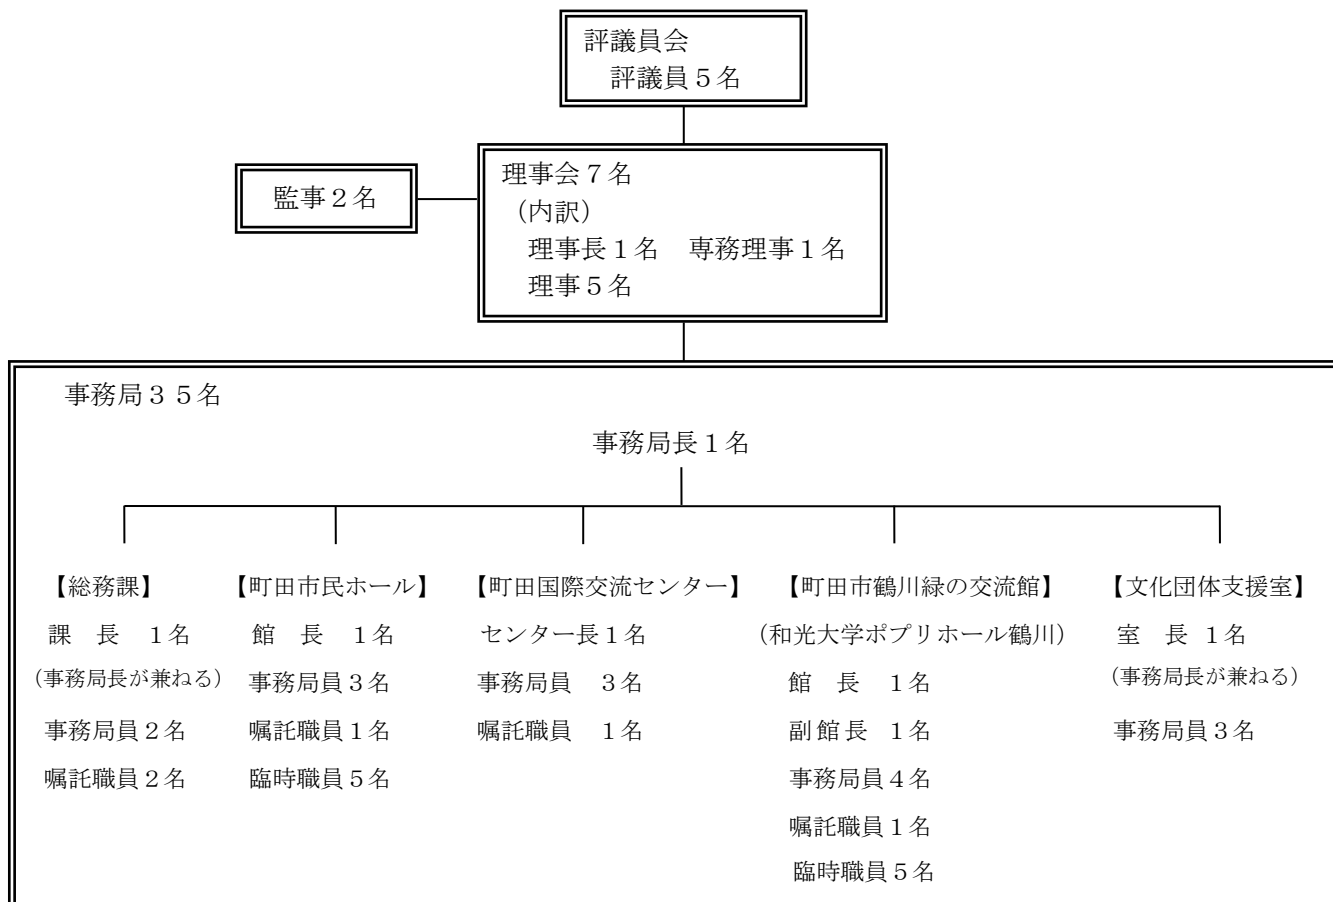 評議員会
評議員５名
監事２名
理事会７名
（内訳）
理事長１名　専務理事１名
理事５名
事務局３５名
事務局長１名
【総務課】
課　長　１名
（事務局長が兼ねる）
事務局員２名
嘱託職員２名
【町田市民ホール】
館　長　１名
事務局員３名
嘱託職員１名
臨時職員５名
【町田国際交流センター】
センター長１名
事務局員　３名
嘱託職員　１名
【町田市鶴川緑の交流館】
（和光大学ポプリホール鶴川）
館　長　１名
副館長　１名
事務局員４名
嘱託職員１名
臨時職員５名
【文化団体支援室】
室　長　１名
（事務局長が兼ねる）
事務局員３名